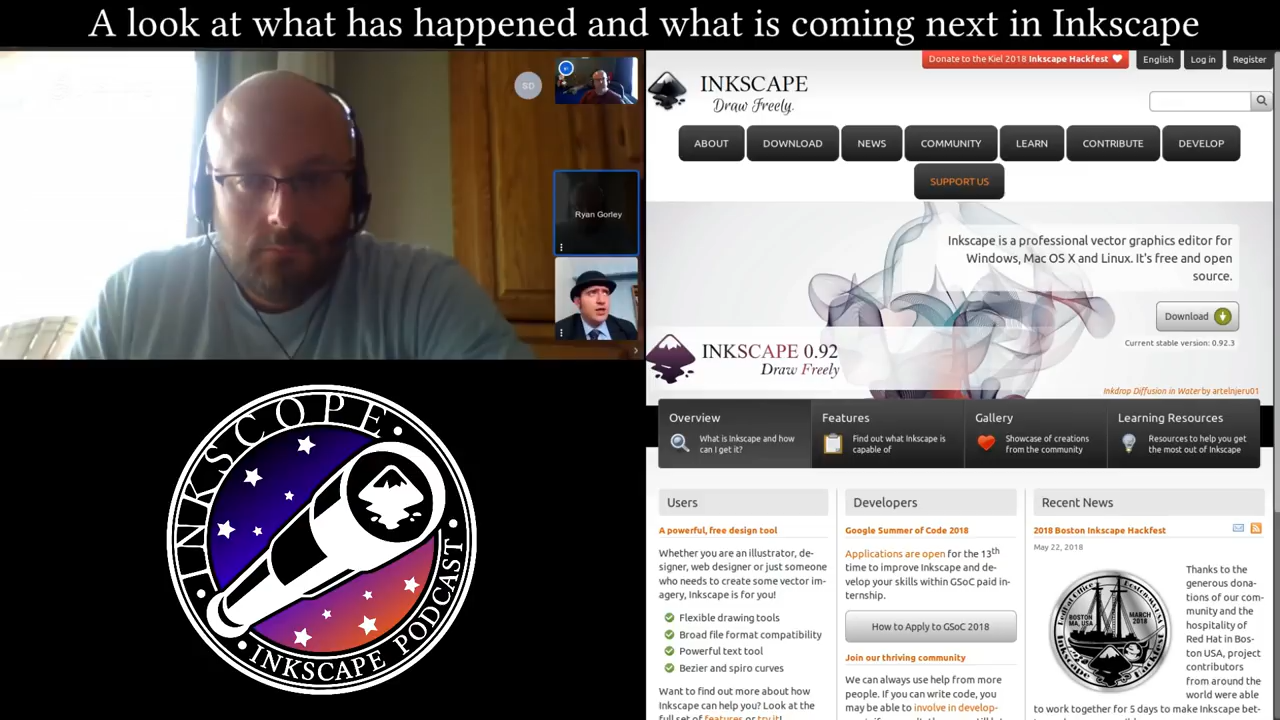 A look at what has happened and what is coming next in Inkscape
SD
Ryan Gorley
INKSCOPE
INKSCAPE PODCAST
Donate to the Kiel 2018 Inkscape Hackfest
English
Log in
Register
INKSCAPE
Draw Freely.
ABOUT
DOWNLOAD
NEWS
COMMUNITY
LEARN
CONTRIBUTE
DEVELOP
SUPPORT US
Inkscape is a professional vector graphics editor for
Windows, Mac OS X and Linux. It's free and open
source.
Download
Current stable version: 0.92.3
INKSCAPE 0.92
Draw Freely
Inkdrop Diffusion in Water by artelnjeru01
Overview
What is Inkscape and how
can I get it?
Features
Find out what Inkscape is
capable of
Gallery
Showcase of creations
from the community
Learning Resources
Resources to help you get
the most out of Inkscape
Users
A powerful, free design tool
Whether you are an illustrator, de-
signer, web designer or just someone
who needs to create some vector im-
agery, Inkscape is for you!
Flexible drawing tools
Broad file format compatibility
Powerful text tool
Bezier and spiro curves
Want to find out more about how
Inkscape can help you? Look at the
full set of features or try it!
Developers
Google Summer of Code 2018
Applications are open for the 13th
time to improve Inkscape and de-
velop your skills within GSoC paid in-
ternship.
How to Apply to GSoC 2018
Join our thriving community
We can always use help from more
people. If you can write code, you
may be able to involve in develop-
Recent News
2018 Boston Inkscape Hackfest
May 22, 2018
BOSTON
MA, USA
MARCH
2018
Thanks to the
generous dona-
tions of our com-
munity and the
hospitality of
Red Hat in Bos-
ton USA, project
contributors
from around the
world were able
to work together for 5 days to make Inkscape bet-